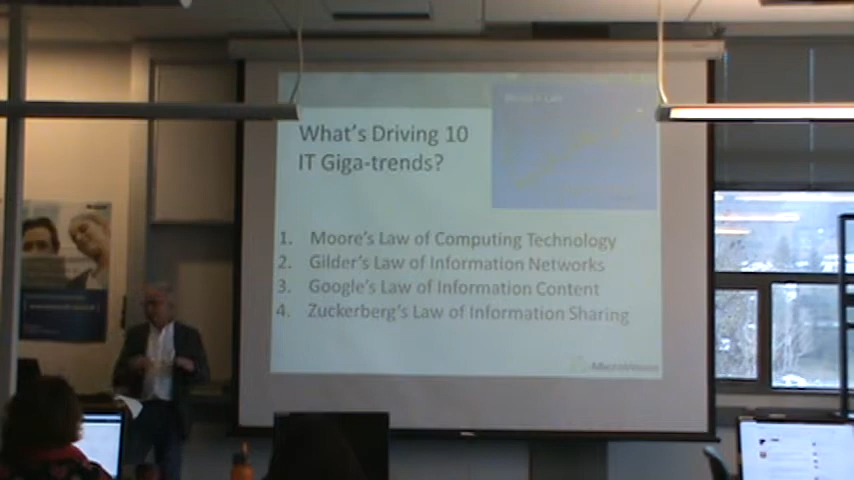 What's Driving 10
IT Giga-trends?
1. Moore's Law of Computing Technology
2. Gilder's Law of Information Networks
3. Google's Law of Information Content
4. Zuckerberg's Law of Information Sharing